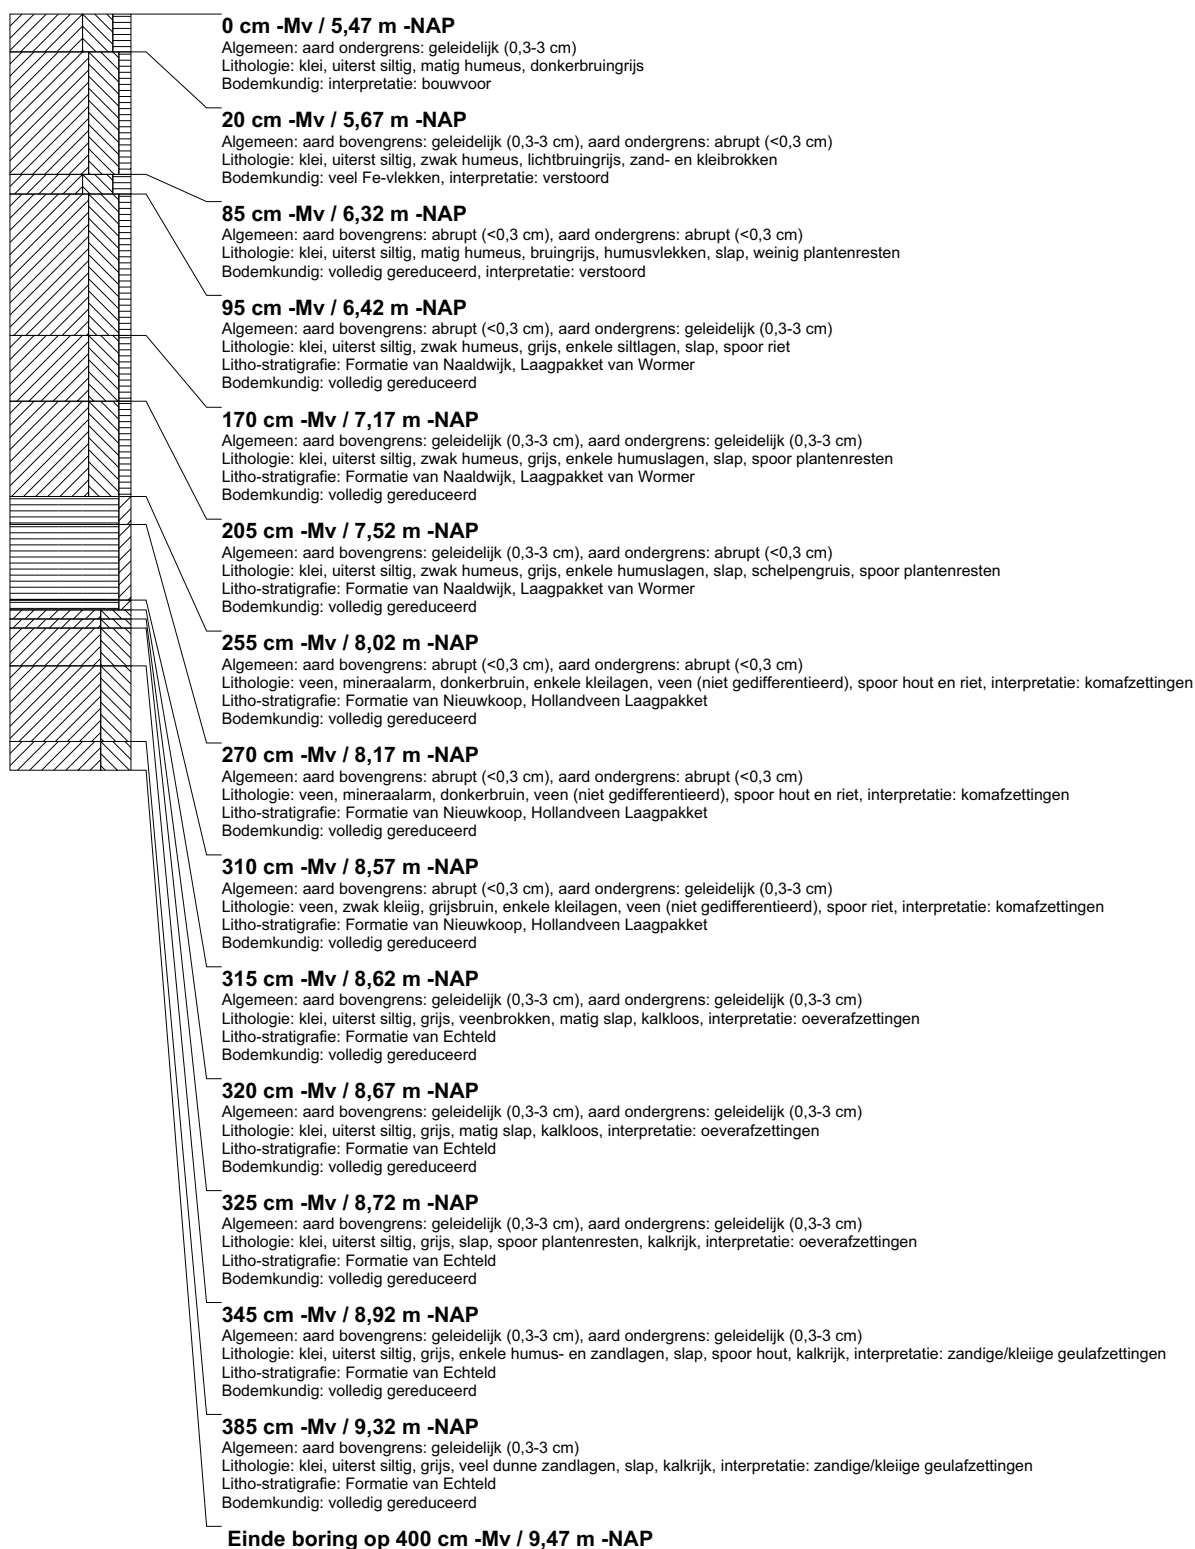 0 cm -Mv / 5,47 m -NAP
Algemeen: aard ondergrens: geleidelijk (0,3-3 cm)
Lithologie: klei, uiterst siltig, matig humeus, donkerbruingrijs
Bodemkundig: interpretatie: bouwvoor
20 cm -Mv / 5,67 m -NAP
Algemeen: aard bovengrens: geleidelijk (0,3-3 cm), aard ondergrens: abrupt (<0,3 cm)
Lithologie: klei, uiterst siltig, zwak humeus, lichtbruingrijs, zand- en kleibrokken
Bodemkundig: veel Fe-vlekken, interpretatie: verstoord
85 cm -Mv / 6,32 m -NAP
Algemeen: aard bovengrens: abrupt (<0,3 cm), aard ondergrens: abrupt (<0,3 cm)
Lithologie: klei, uiterst siltig, matig humeus, bruingrijs, humusvlekken, slap, weinig plantenresten
Bodemkundig: volledig gereduceerd, interpretatie: verstoord
95 cm -Mv / 6,42 m -NAP
Algemeen: aard bovengrens: abrupt (<0,3 cm), aard ondergrens: geleidelijk (0,3-3 cm)
Lithologie: klei, uiterst siltig, zwak humeus, grijs, enkele siltlagen, slap, spoor riet
Litho-stratigrafie: Formatie van Naaldwijk, Laagpakket van Wormer
Bodemkundig: volledig gereduceerd
170 cm -Mv / 7,17 m -NAP
Algemeen: aard bovengrens: geleidelijk (0,3-3 cm), aard ondergrens: geleidelijk (0,3-3 cm)
Lithologie: klei, uiterst siltig, zwak humeus, grijs, enkele humuslagen, slap, spoor plantenresten
Litho-stratigrafie: Formatie van Naaldwijk, Laagpakket van Wormer
Bodemkundig: volledig gereduceerd
205 cm -Mv / 7,52 m -NAP
Algemeen: aard bovengrens: geleidelijk (0,3-3 cm), aard ondergrens: abrupt (<0,3 cm)
Lithologie: klei, uiterst siltig, zwak humeus, grijs, enkele humuslagen, slap, schelpengruis, spoor plantenresten
Litho-stratigrafie: Formatie van Naaldwijk, Laagpakket van Wormer
Bodemkundig: volledig gereduceerd
255 cm -Mv / 8,02 m -NAP
Algemeen: aard bovengrens: abrupt (<0,3 cm), aard ondergrens: abrupt (<0,3 cm)
Lithologie: veen, mineraalarm, donkerbruin, enkele kleilagen, veen (niet gedifferentieerd), spoor hout en riet, interpretatie: komafzettingen
Litho-stratigrafie: Formatie van Nieuwkoop, Hollandveen Laagpakket
Bodemkundig: volledig gereduceerd
270 cm -Mv / 8,17 m -NAP
Algemeen: aard bovengrens: abrupt (<0,3 cm), aard ondergrens: abrupt (<0,3 cm)
Lithologie: veen, mineraalarm, donkerbruin, veen (niet gedifferentieerd), spoor hout en riet, interpretatie: komafzettingen
Litho-stratigrafie: Formatie van Nieuwkoop, Hollandveen Laagpakket
Bodemkundig: volledig gereduceerd
310 cm -Mv / 8,57 m -NAP
Algemeen: aard bovengrens: abrupt (<0,3 cm), aard ondergrens: geleidelijk (0,3-3 cm)
Lithologie: veen, zwak kleiig, grijsbruin, enkele kleilagen, veen (niet gedifferentieerd), spoor riet, interpretatie: komafzettingen
Litho-stratigrafie: Formatie van Nieuwkoop, Hollandveen Laagpakket
Bodemkundig: volledig gereduceerd
315 cm -Mv / 8,62 m -NAP
Algemeen: aard bovengrens: geleidelijk (0,3-3 cm), aard ondergrens: geleidelijk (0,3-3 cm)
Lithologie: klei, uiterst siltig, grijs, veenbrokken, matig slap, kalkloos, interpretatie: oeverafzettingen
Litho-stratigrafie: Formatie van Echteld
Bodemkundig: volledig gereduceerd
320 cm -Mv / 8,67 m -NAP
Algemeen: aard bovengrens: geleidelijk (0,3-3 cm), aard ondergrens: geleidelijk (0,3-3 cm)
Lithologie: klei, uiterst siltig, grijs, matig slap, kalkloos, interpretatie: oeverafzettingen
Litho-stratigrafie: Formatie van Echteld
Bodemkundig: volledig gereduceerd
325 cm -Mv / 8,72 m -NAP
Algemeen: aard bovengrens: geleidelijk (0,3-3 cm), aard ondergrens: geleidelijk (0,3-3 cm)
Lithologie: klei, uiterst siltig, grijs, slap, spoor plantenresten, kalkrijk, interpretatie: oeverafzettingen
Litho-stratigrafie: Formatie van Echteld
Bodemkundig: volledig gereduceerd
345 cm -Mv / 8,92 m -NAP
Algemeen: aard bovengrens: geleidelijk (0,3-3 cm), aard ondergrens: geleidelijk (0,3-3 cm)
Lithologie: klei, uiterst siltig, grijs, enkele humus- en zandlagen, slap, spoor hout, kalkrijk, interpretatie: zandige/kleiige geulafzettingen
Litho-stratigrafie: Formatie van Echteld
Bodemkundig: volledig gereduceerd
385 cm -Mv / 9,32 m -NAP
Algemeen: aard bovengrens: geleidelijk (0,3-3 cm)
Lithologie: klei, uiterst siltig, grijs, veel dunne zandlagen, slap, kalkrijk, interpretatie: zandige/kleiige geulafzettingen
Litho-stratigrafie: Formatie van Echteld
Bodemkundig: volledig gereduceerd
Einde boring op 400 cm -Mv / 9,47 m -NAP